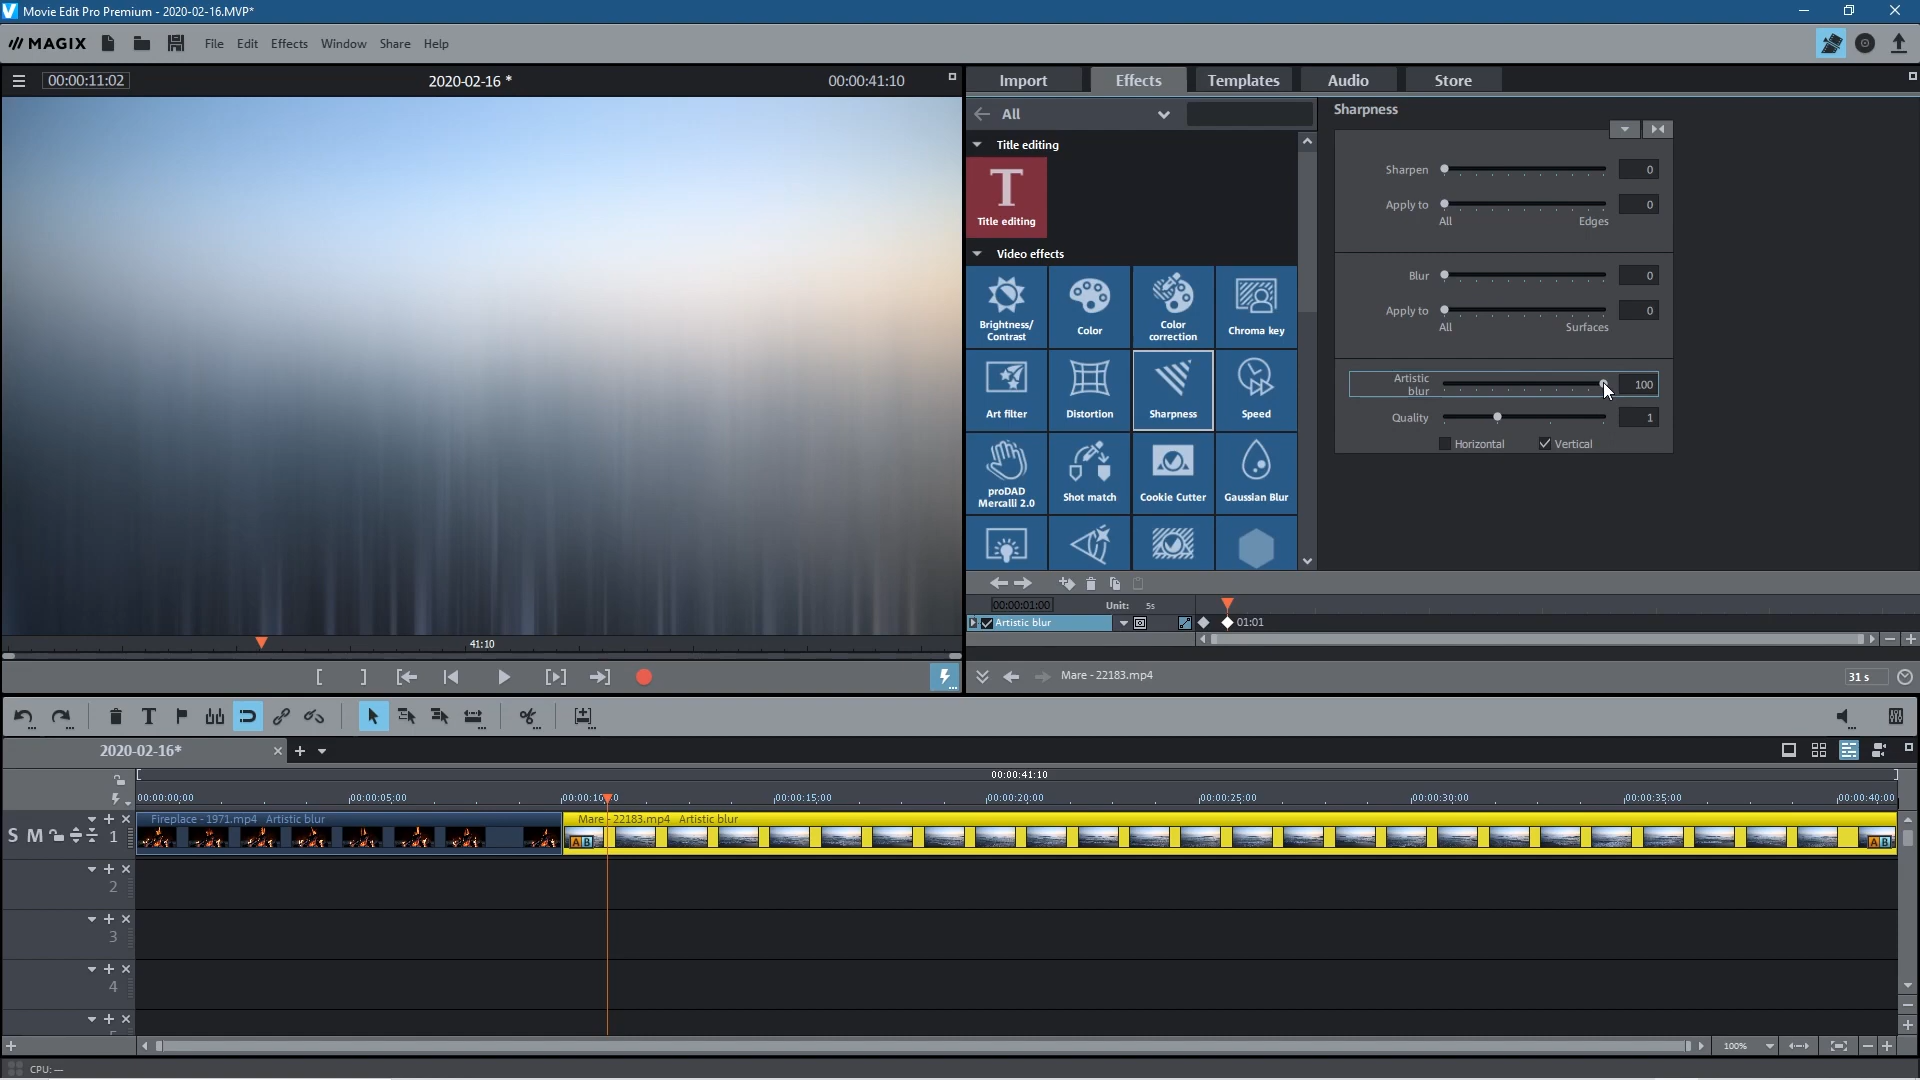 Movie Edit Pro Premium - 2020-02-16.MVP*
MAGIX File Edit Effects Window Share Help
00:00:11:02 2020-02-16 * 00:00:41:10
Import Effects Templates Audio Store
All
Title editing
T
Title editing
Video effects
Brightness/
Contrast
Color
Color
correction
Chroma key
Art filter
Distortion
Sharpness
Speed
proDAD
Mercalli 2.0
Shot match
Cookie Cutter
Gaussian Blur
Sharpness
Sharpen 0
Apply to 0
All Edges
Blur 0
Apply to 0
All Surfaces
Artistic
blur 100
Quality 1
Horizontal Vertical
00:00:01:00 Unit: 5s
Artistic blur 01:01
41:10
Mare - 22183.mp4 31 s
2020-02-16*
00:00:41:10
00:00:00:00 00:00:05:00 00:00:10:00 00:00:15:00 00:00:20:00 00:00:25:00 00:00:30:00 00:00:35:00 00:00:40:00
Fireplace - 1971.mp4 Artistic blur Mare - 22183.mp4 Artistic blur
S M 1
A B A B
2
3
4
100%
CPU: —